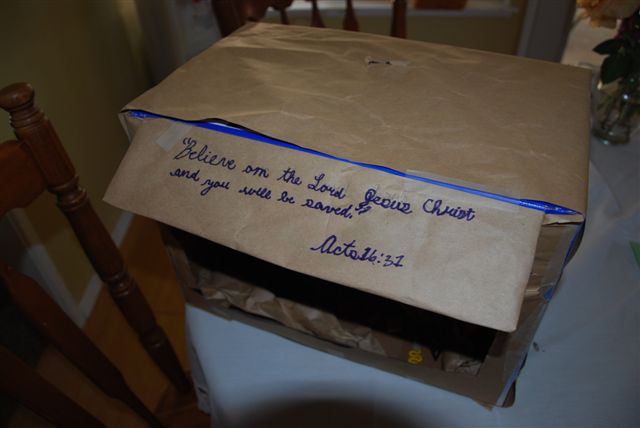 "Believe on the Lord Jesus Christ
and you will be saved."
Acts 16:31